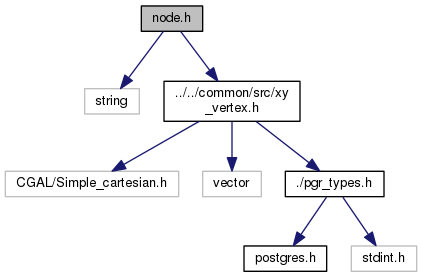 node.h
string
../../common/src/xy
_vertex.h
CGAL/Simple_cartesian.h
vector
./pgr_types.h
postgres.h
stdint.h